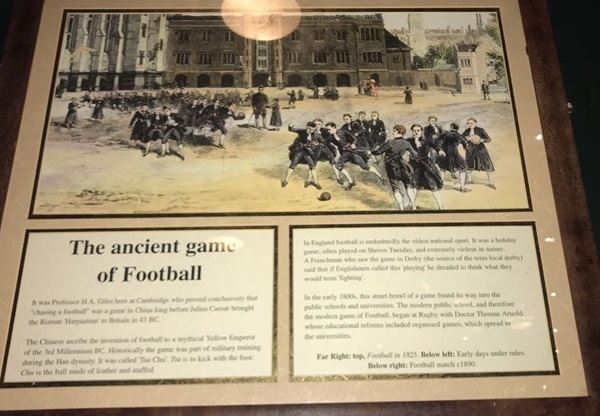 The ancient game
of Football
It was Professor H.A. Giles here at Cambridge who proved conclusively that
"chasing a football" was a game in China long before Julius Caesar brought
the Roman 'Harpastum' to Britain in 43 BC.
The Chinese ascribe the invention of football to a mythical Yellow Emperor
of the 3rd Millennium BC. Historically the game was part of military training
during the Han dynasty. It was called 'Tsu Chu'. Tsu is to kick with the foot.
Chu is the ball made of leather and stuffed.
In England football is undoubtedly the oldest national sport. It was a holiday
game, often played on Shrove Tuesday, and extremely violent in nature.
A Frenchman who saw the game in Derby (the source of the term local derby)
said that if Englishmen called this 'playing' he dreaded to think what they
would term 'fighting'.
In the early 1800s, this street brawl of a game found its way into the
public schools and universities. The modern public school, and therefore
the modern game of Football, began at Rugby with Doctor Thomas Arnold,
whose educational reforms included organised games, which spread to
the universities.
Far Right: top, Football in 1825. Below left: Early days under rules.
Below right: Football match c1890.